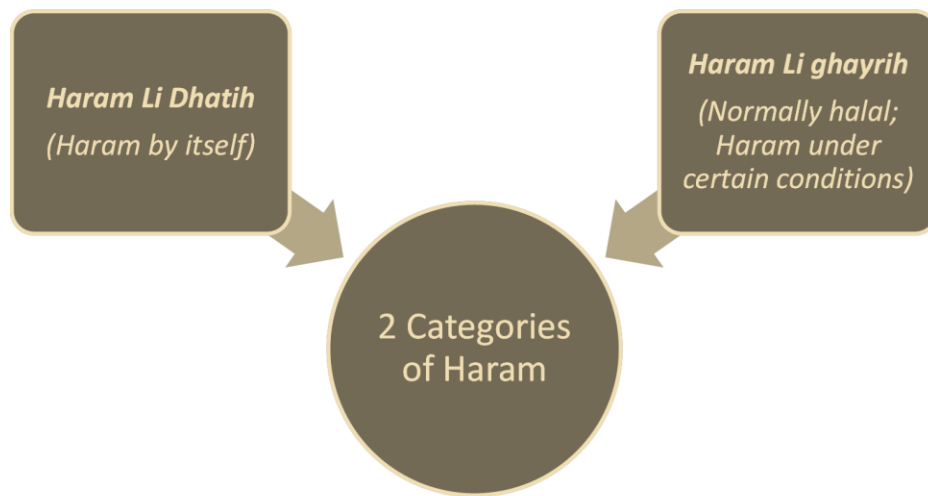 Haram Li Dhatih
(Haram by itself)
Haram Li ghayrih
(Normally halal;
Haram under
certain conditions)
2 Categories
of Haram